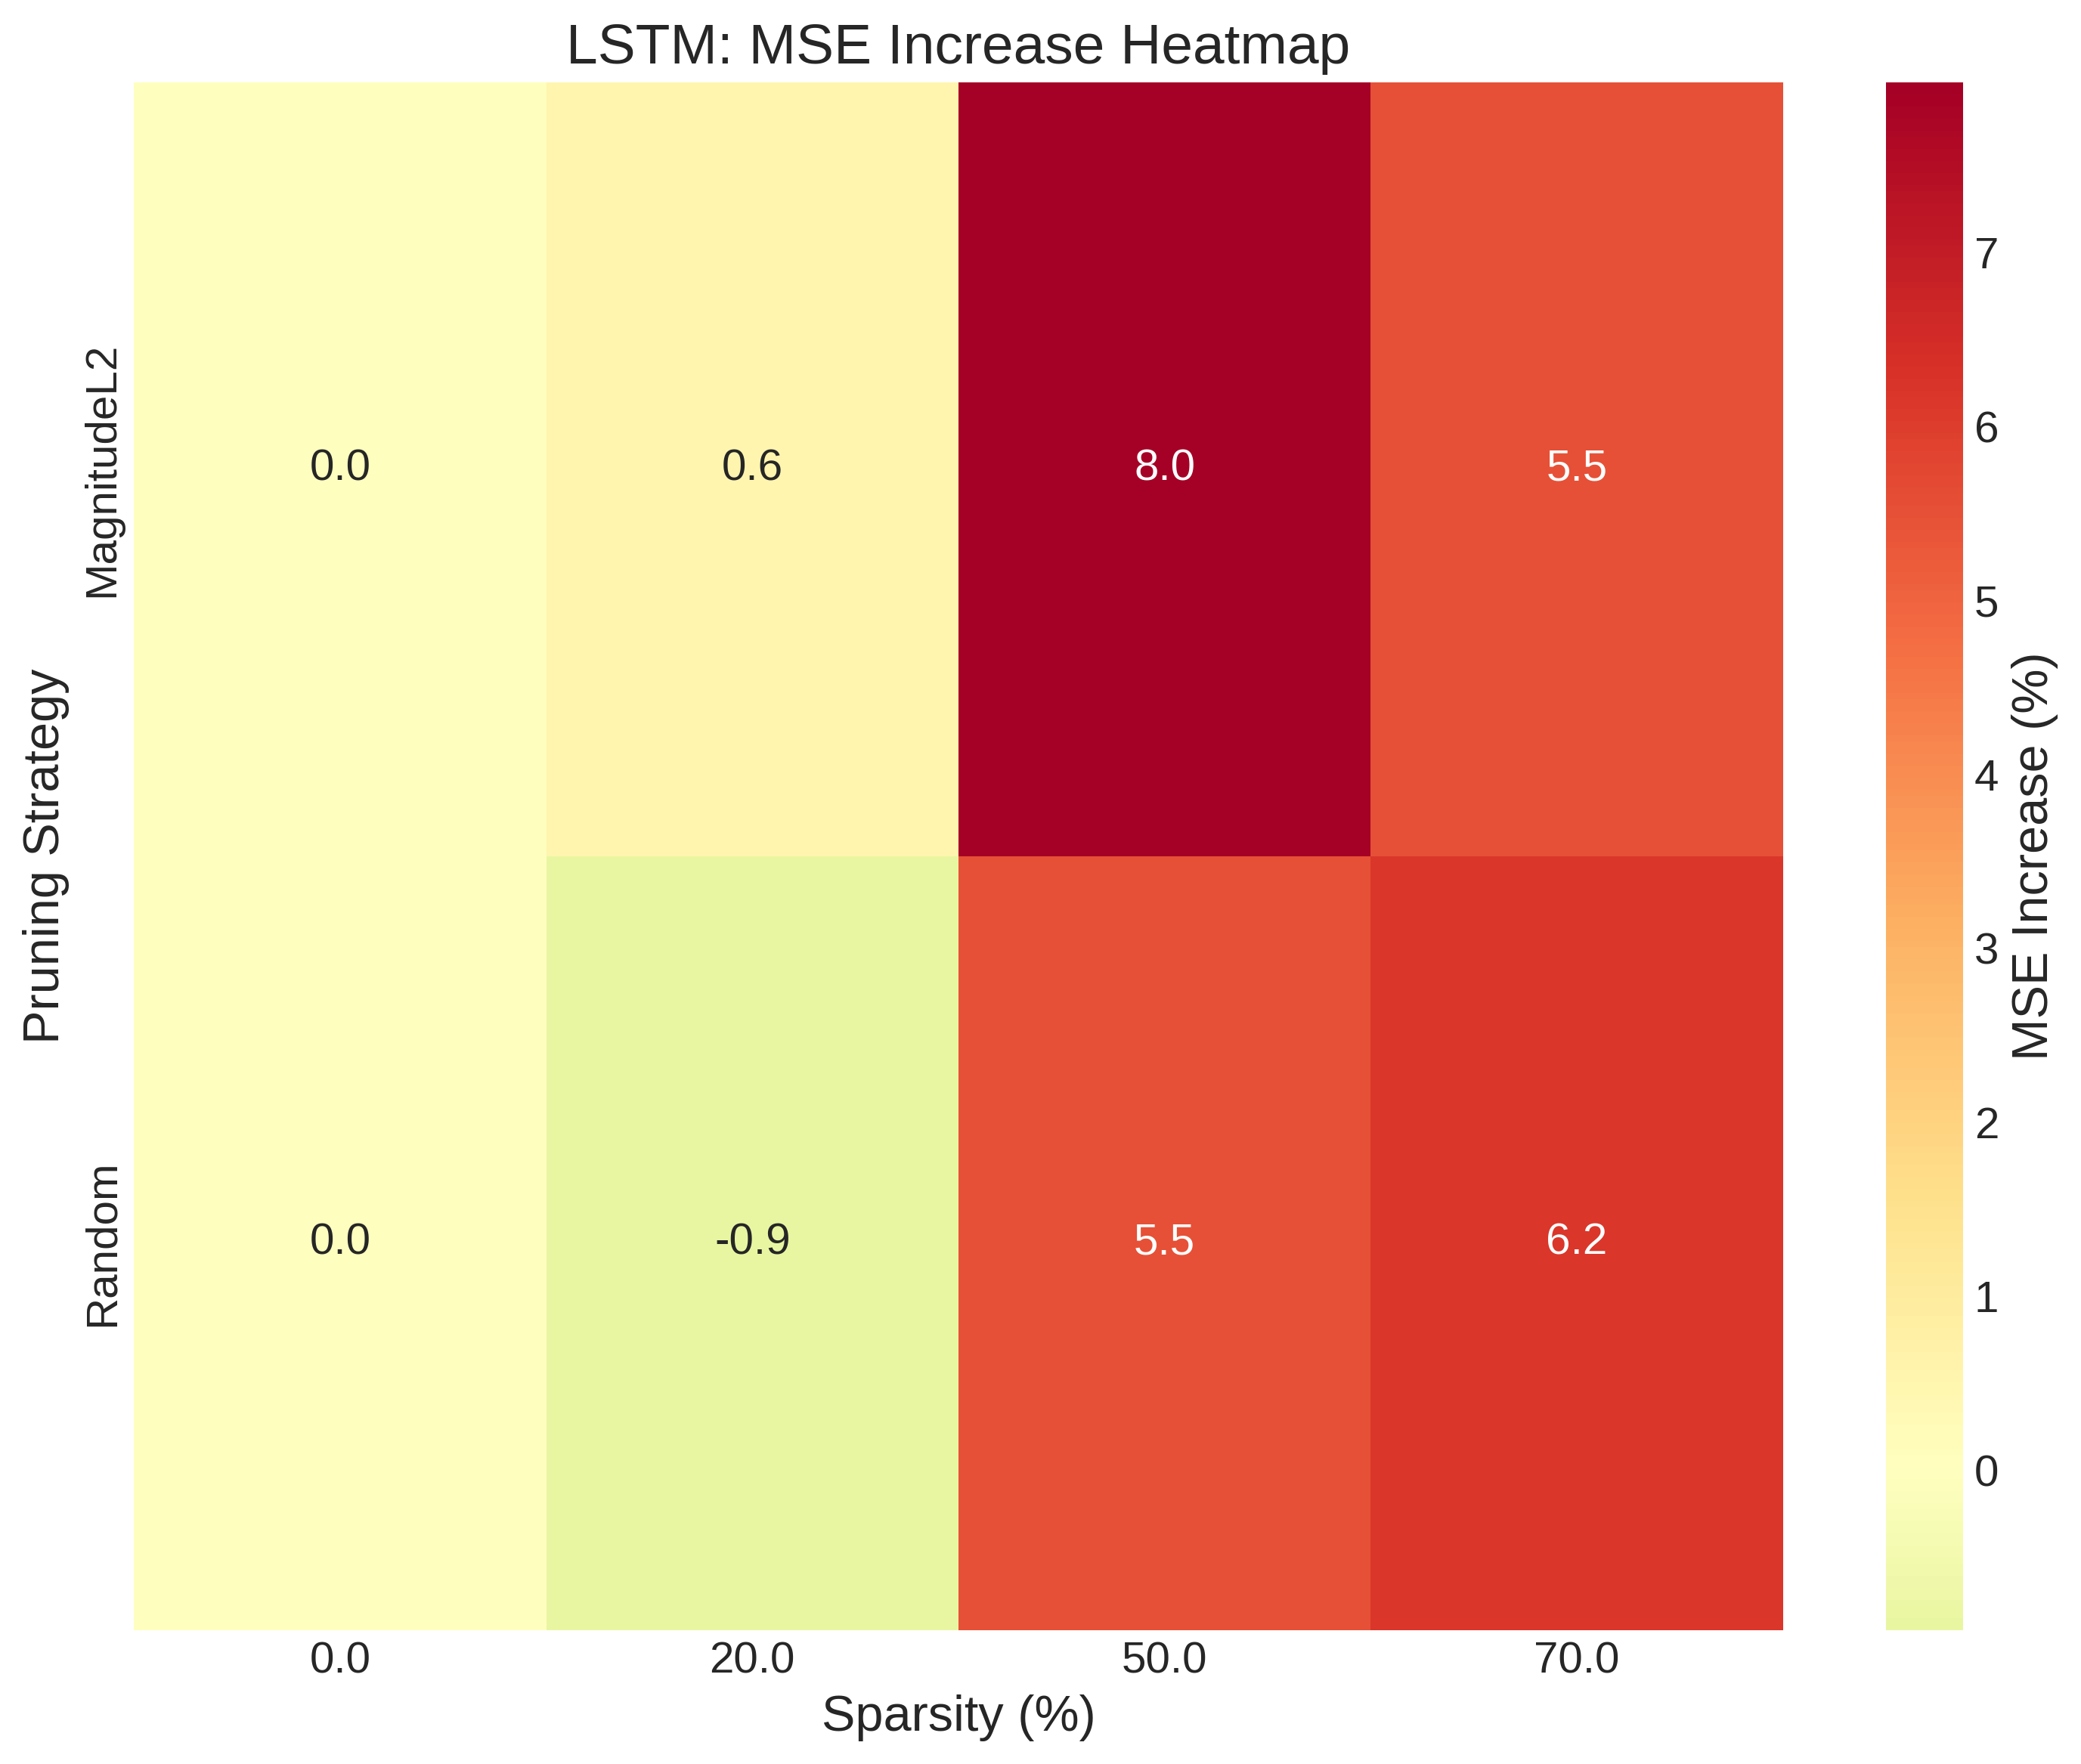 LSTM: MSE Increase Heatmap
Pruning Strategy
MagnitudeL2
0.0 0.6 8.0 5.5
Random
0.0 -0.9 5.5 6.2
0.0 20.0 50.0 70.0
Sparsity (%)
7
6
5
4
3
2
1
0
MSE Increase (%)